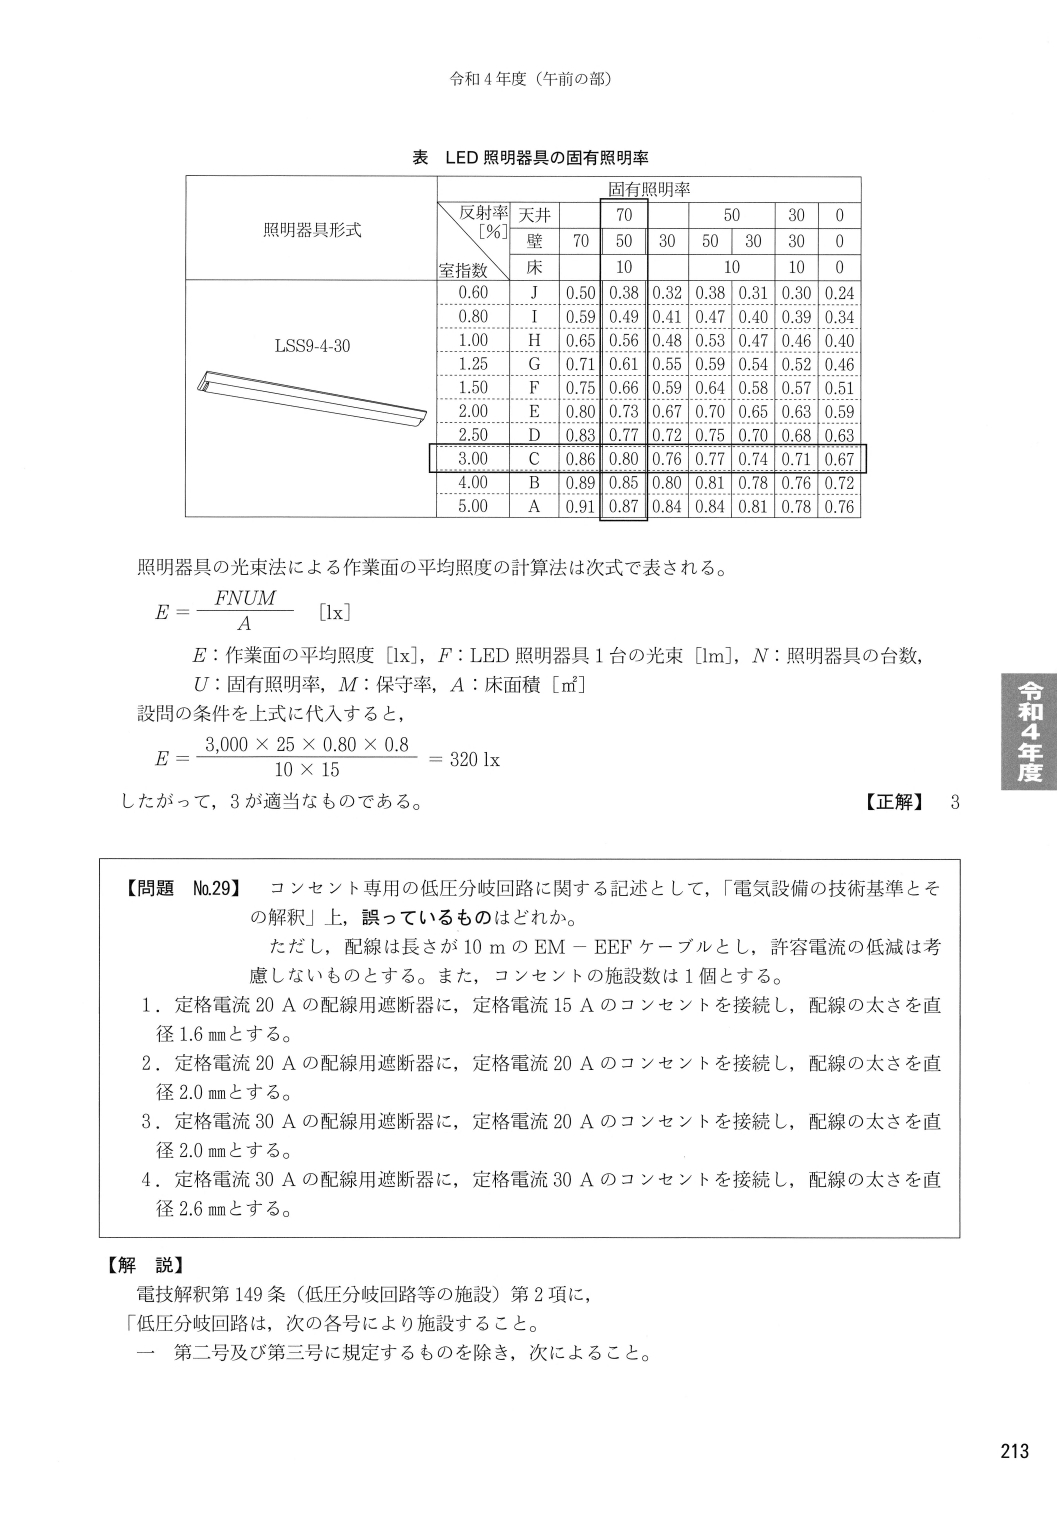 令和4年度（午前の部）
表　LED 照明器具の固有照明率
照明器具形式
固有照明率
反射率［%］ 天井 70 50 30 0
壁 70 50 30 50 30 30 0
室指数 床 10 10 10 0
LSS9-4-30
0.60 J 0.50 0.38 0.32 0.38 0.31 0.30 0.24
0.80 I 0.59 0.49 0.41 0.47 0.40 0.39 0.34
1.00 H 0.65 0.56 0.48 0.53 0.47 0.46 0.40
1.25 G 0.71 0.61 0.55 0.59 0.54 0.52 0.46
1.50 F 0.75 0.66 0.59 0.64 0.58 0.57 0.51
2.00 E 0.80 0.73 0.67 0.70 0.65 0.63 0.59
2.50 D 0.83 0.77 0.72 0.75 0.70 0.68 0.63
3.00 C 0.86 0.80 0.76 0.77 0.74 0.71 0.67
4.00 B 0.89 0.85 0.80 0.81 0.78 0.76 0.72
5.00 A 0.91 0.87 0.84 0.84 0.81 0.78 0.76
照明器具の光束法による作業面の平均照度の計算法は次式で表される。
E = FNUM / A ［lx］
E：作業面の平均照度［lx］，F：LED 照明器具 1 台の光束［lm］，N：照明器具の台数，
U：固有照明率，M：保守率，A：床面積［㎡］
設問の条件を上式に代入すると，
E = 3,000 × 25 × 0.80 × 0.8 / 10 × 15 = 320 lx
したがって，3 が適当なものである。 【正解】 3
【問題　№29】　コンセント専用の低圧分岐回路に関する記述として，「電気設備の技術基準とそ
の解釈」上，誤っているものはどれか。
ただし，配線は長さが 10 m の EM － EEF ケーブルとし，許容電流の低減は考
慮しないものとする。また，コンセントの施設数は 1 個とする。
1．定格電流 20 A の配線用遮断器に，定格電流 15 A のコンセントを接続し，配線の太さを直
径 1.6 ㎜とする。
2．定格電流 20 A の配線用遮断器に，定格電流 20 A のコンセントを接続し，配線の太さを直
径 2.0 ㎜とする。
3．定格電流 30 A の配線用遮断器に，定格電流 20 A のコンセントを接続し，配線の太さを直
径 2.0 ㎜とする。
4．定格電流 30 A の配線用遮断器に，定格電流 30 A のコンセントを接続し，配線の太さを直
径 2.6 ㎜とする。
【解　説】
電技解釈第 149 条（低圧分岐回路等の施設）第 2 項に，
「低圧分岐回路は，次の各号により施設すること。
一　第二号及び第三号に規定するものを除き，次によること。
令和4年度
213